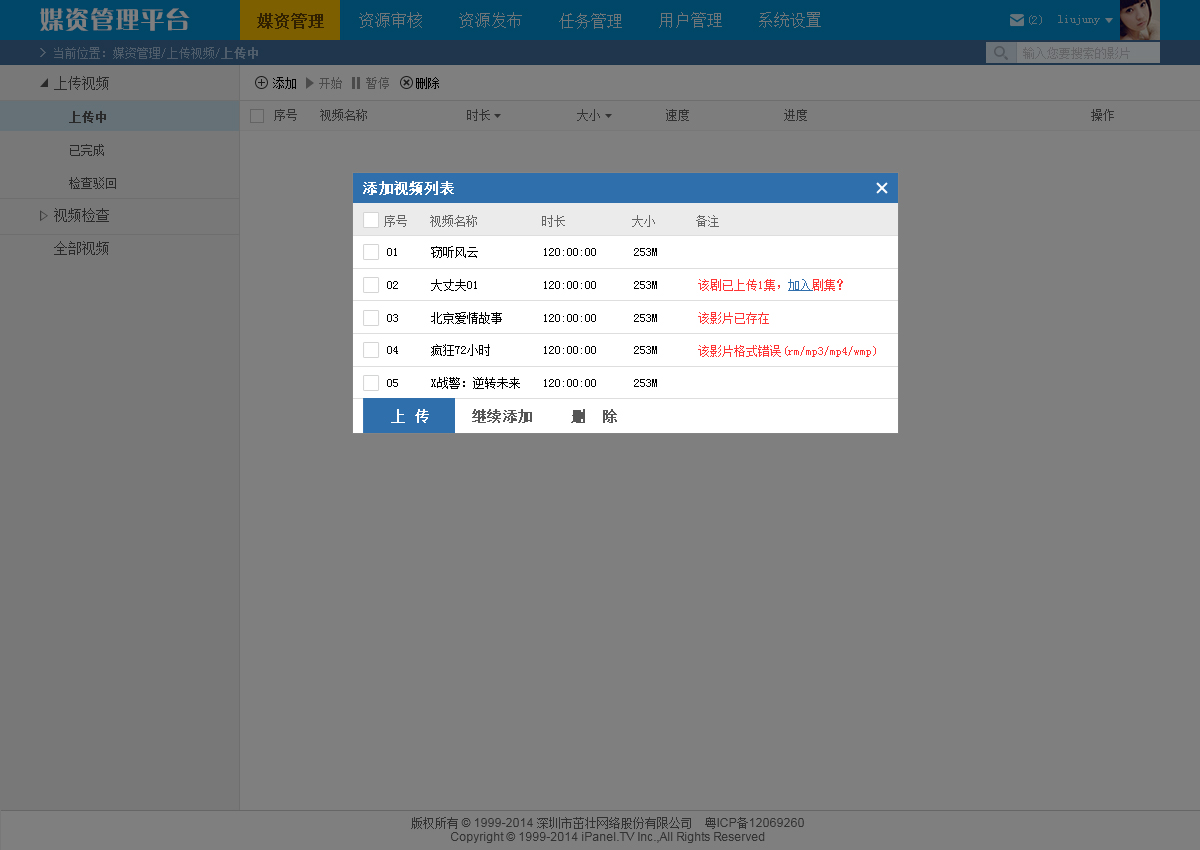 媒资管理平台 媒资管理 资源审核 资源发布 任务管理 用户管理 系统设置 (2) liujuny
当前位置：媒资管理/上传视频/上传中 输入您要搜索的影片
上传视频
上传中
已完成
检查驳回
视频检查
全部视频
添加 开始 暂停 删除
序号 视频名称 时长 大小 速度 进度 操作
添加视频列表
序号 视频名称 时长 大小 备注
01 窃听风云 120:00:00 253M
02 大丈夫01 120:00:00 253M 该剧已上传1集，加入剧集？
03 北京爱情故事 120:00:00 253M 该影片已存在
04 疯狂72小时 120:00:00 253M 该影片格式错误(rm/mp3/mp4/wmp)
05 X战警：逆转未来 120:00:00 253M
上 传 继续添加 删 除
版权所有 © 1999-2014 深圳市茁壮网络股份有限公司 粤ICP备12069260
Copyright © 1999-2014 iPanel.TV Inc.,All Rights Reserved